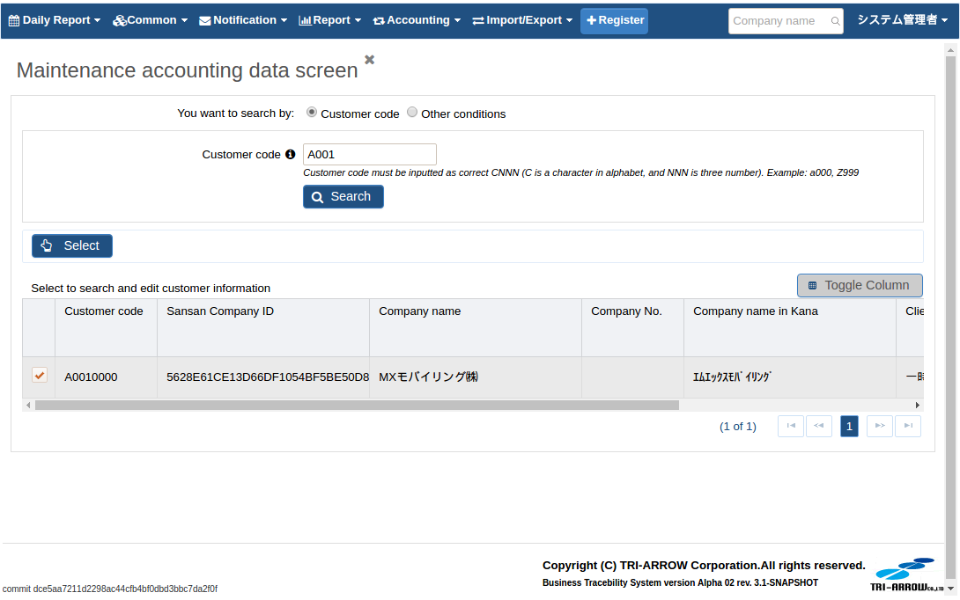 Daily Report Common Notification Report Accounting Import/Export Register Company name システム管理者
Maintenance accounting data screen
You want to search by: Customer code Other conditions
Customer code A001
Customer code must be inputted as correct CNNN (C is a character in alphabet, and NNN is three number). Example: a000, Z999
Search
Select
Select to search and edit customer information Toggle Column
Customer code Sansan Company ID Company name Company No. Company name in Kana Clie
A0010000 5628E61CE13D66DF1054BF5BE50D8 MXモバイリング㈱ ｴﾑｴｯｸｽﾓﾊﾞｲﾘﾝｸﾞ 一時
(1 of 1) 1
Copyright (C) TRI-ARROW Corporation.All rights reserved.
Business Tracebility System version Alpha 02 rev. 3.1-SNAPSHOT
TRI-ARROW Co.,Ltd
commit dce5aa7211d2298ac44cfb4bf0dbd3bbc7da2f0f